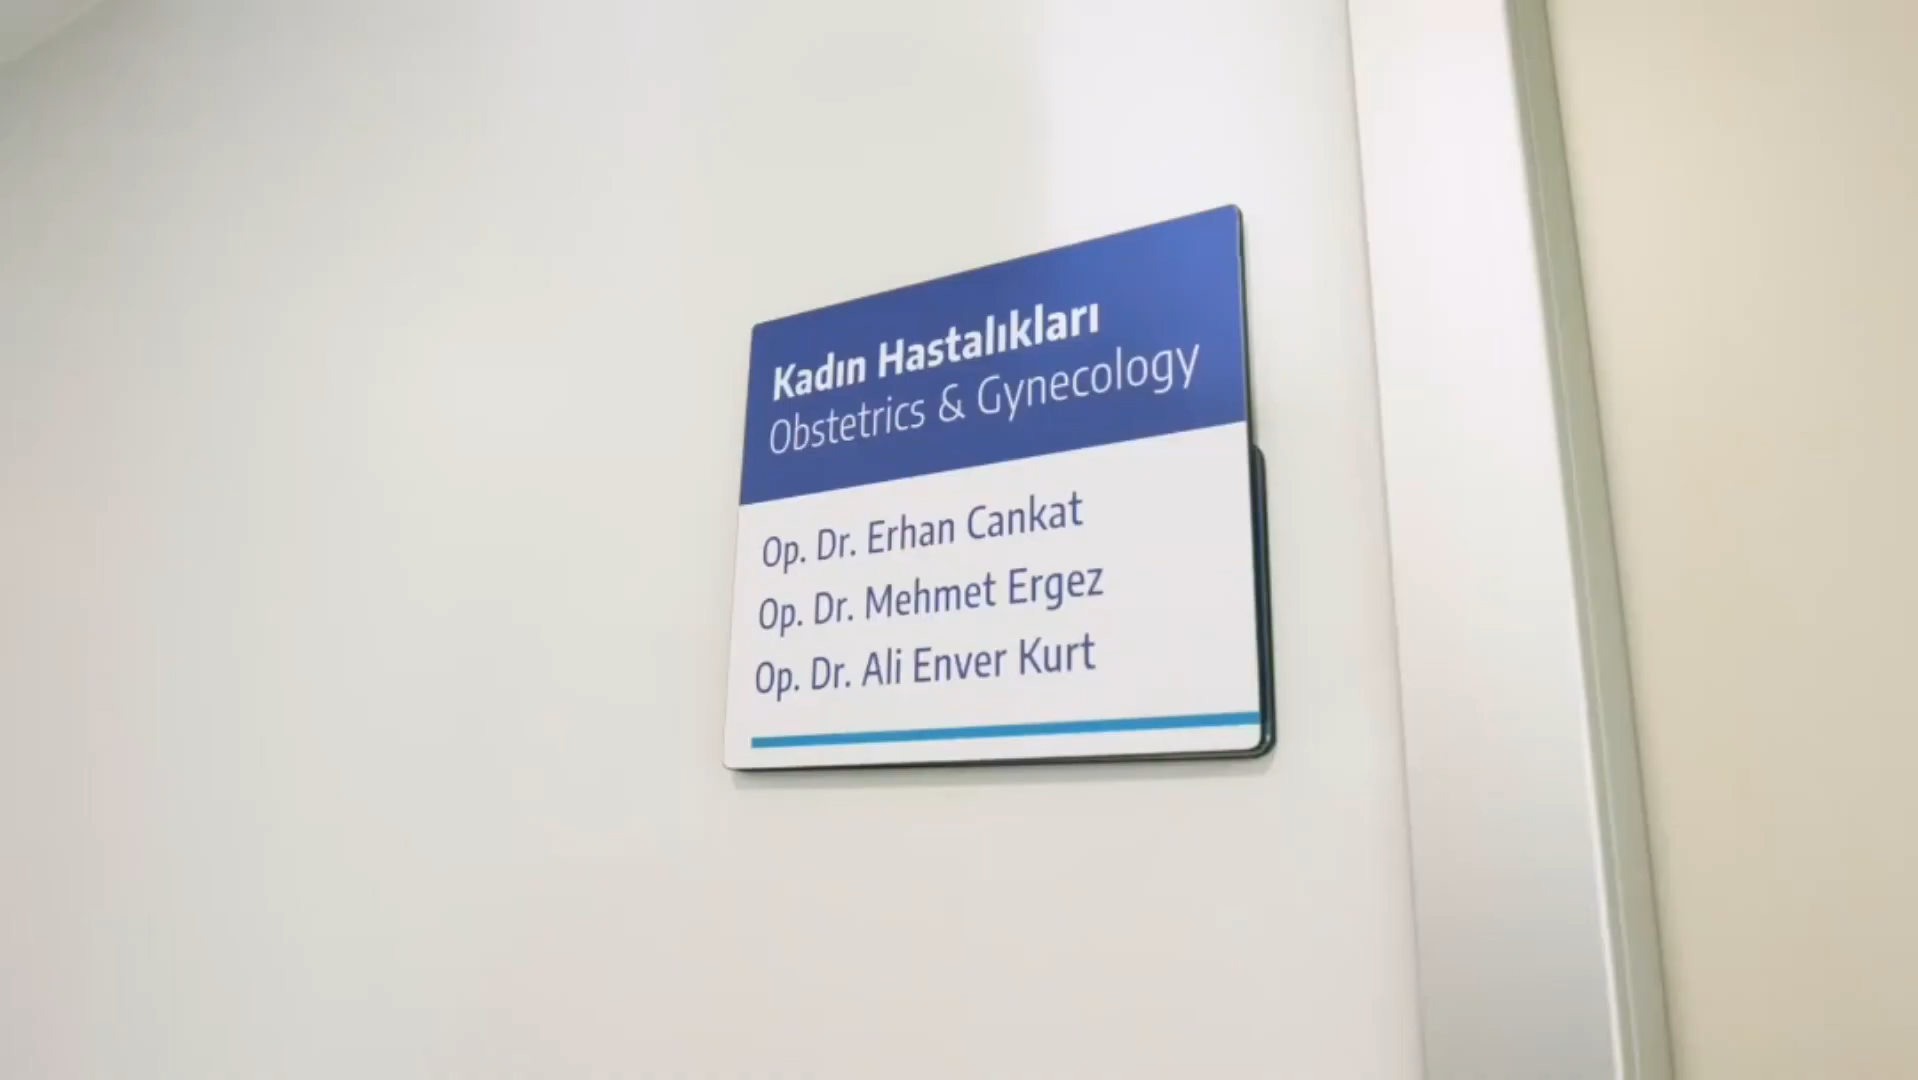 Kadın Hastalıkları
Obstetrics & Gynecology
Op. Dr. Erhan Cankat
Op. Dr. Mehmet Ergez
Op. Dr. Ali Enver Kurt